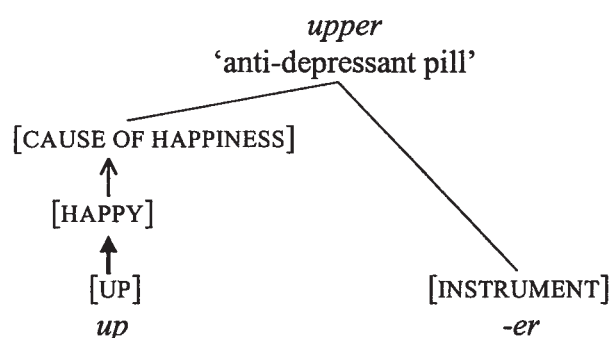 upper
‘anti-depressant pill’
[CAUSE OF HAPPINESS]
[HAPPY]
[UP] [INSTRUMENT]
up -er